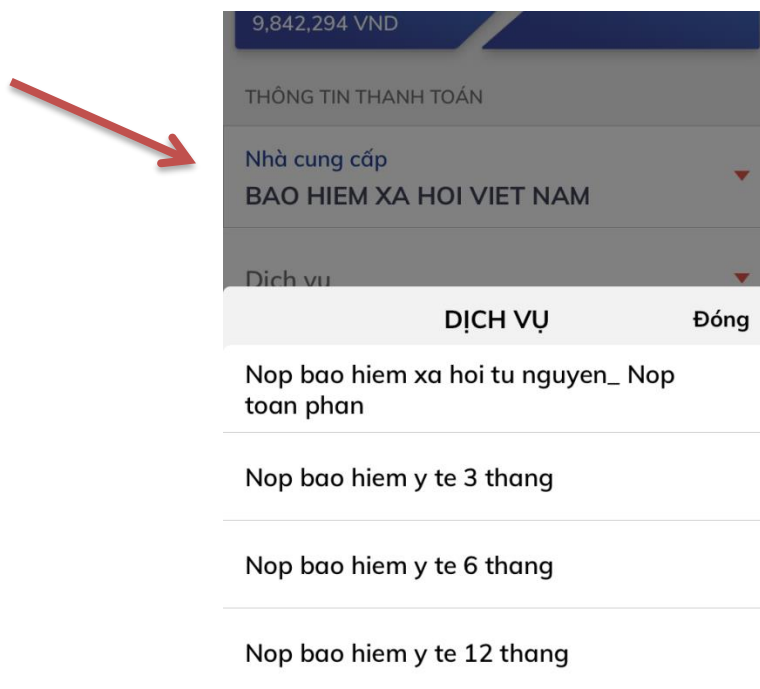 9,842,294 VND
THÔNG TIN THANH TOÁN
Nhà cung cấp
BAO HIEM XA HOI VIET NAM
Dịch vụ
DỊCH VỤ
Đóng
Nop bao hiem xa hoi tu nguyen_ Nop
toan phan
Nop bao hiem y te 3 thang
Nop bao hiem y te 6 thang
Nop bao hiem y te 12 thang